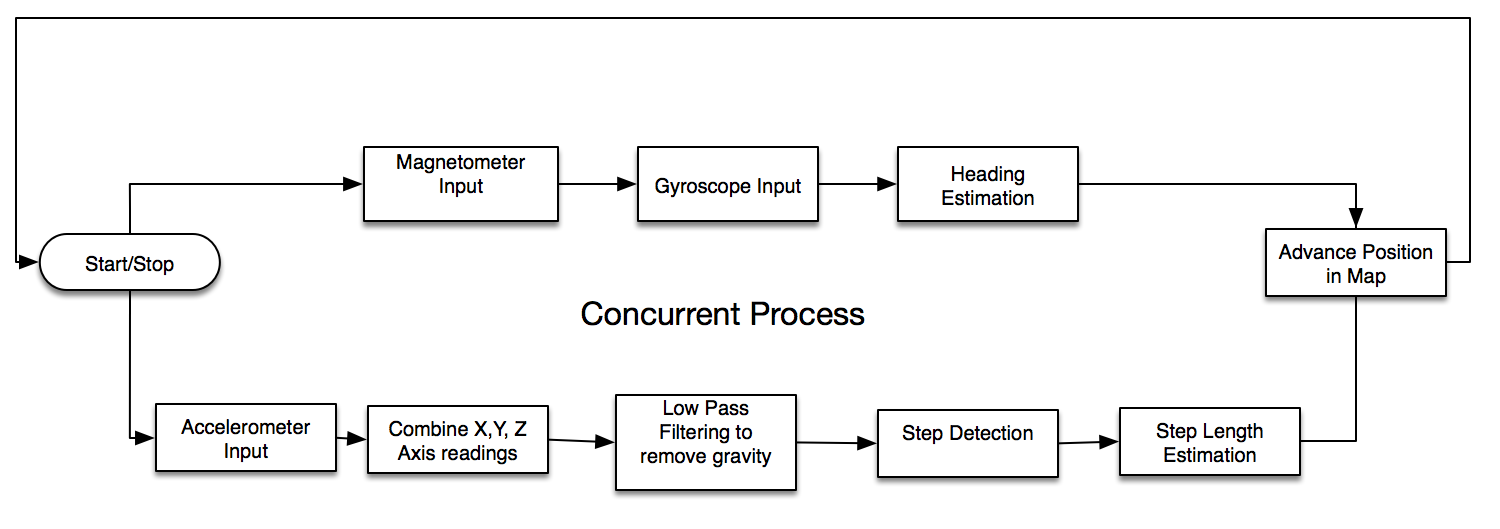 Magnetometer
Input
Gyroscope Input
Heading
Estimation
Start/Stop
Advance Position
in Map
Concurrent Process
Accelerometer
Input
Combine X,Y, Z
Axis readings
Low Pass
Filtering to
remove gravity
Step Detection
Step Length
Estimation